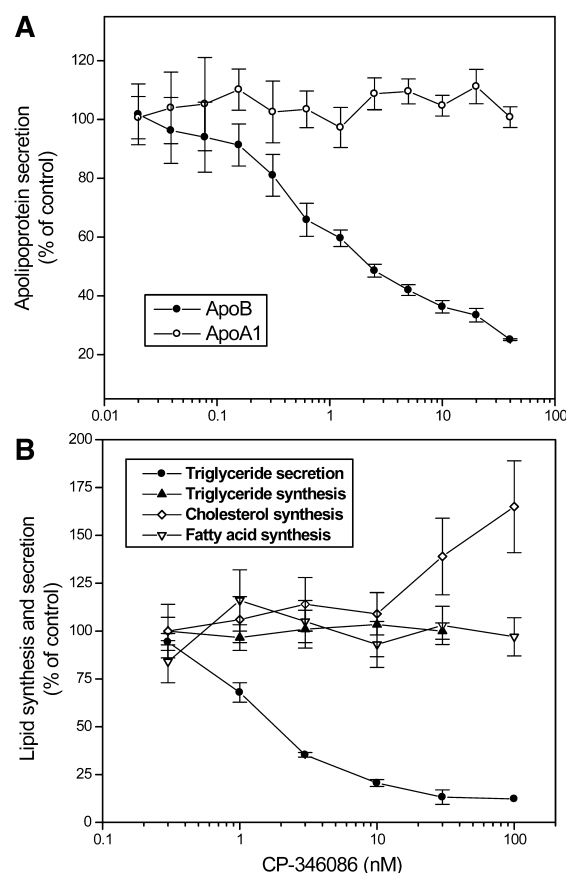 A
Apolipoprotein secretion
(% of control)
120
100
80
60
40
20
ApoB
ApoA1
0.01
0.1
1
10
100
B
Lipid synthesis and secretion
(% of control)
200
175
150
125
100
75
50
25
0
Triglyceride secretion
Triglyceride synthesis
Cholesterol synthesis
Fatty acid synthesis
0.1
1
10
100
CP-346086 (nM)